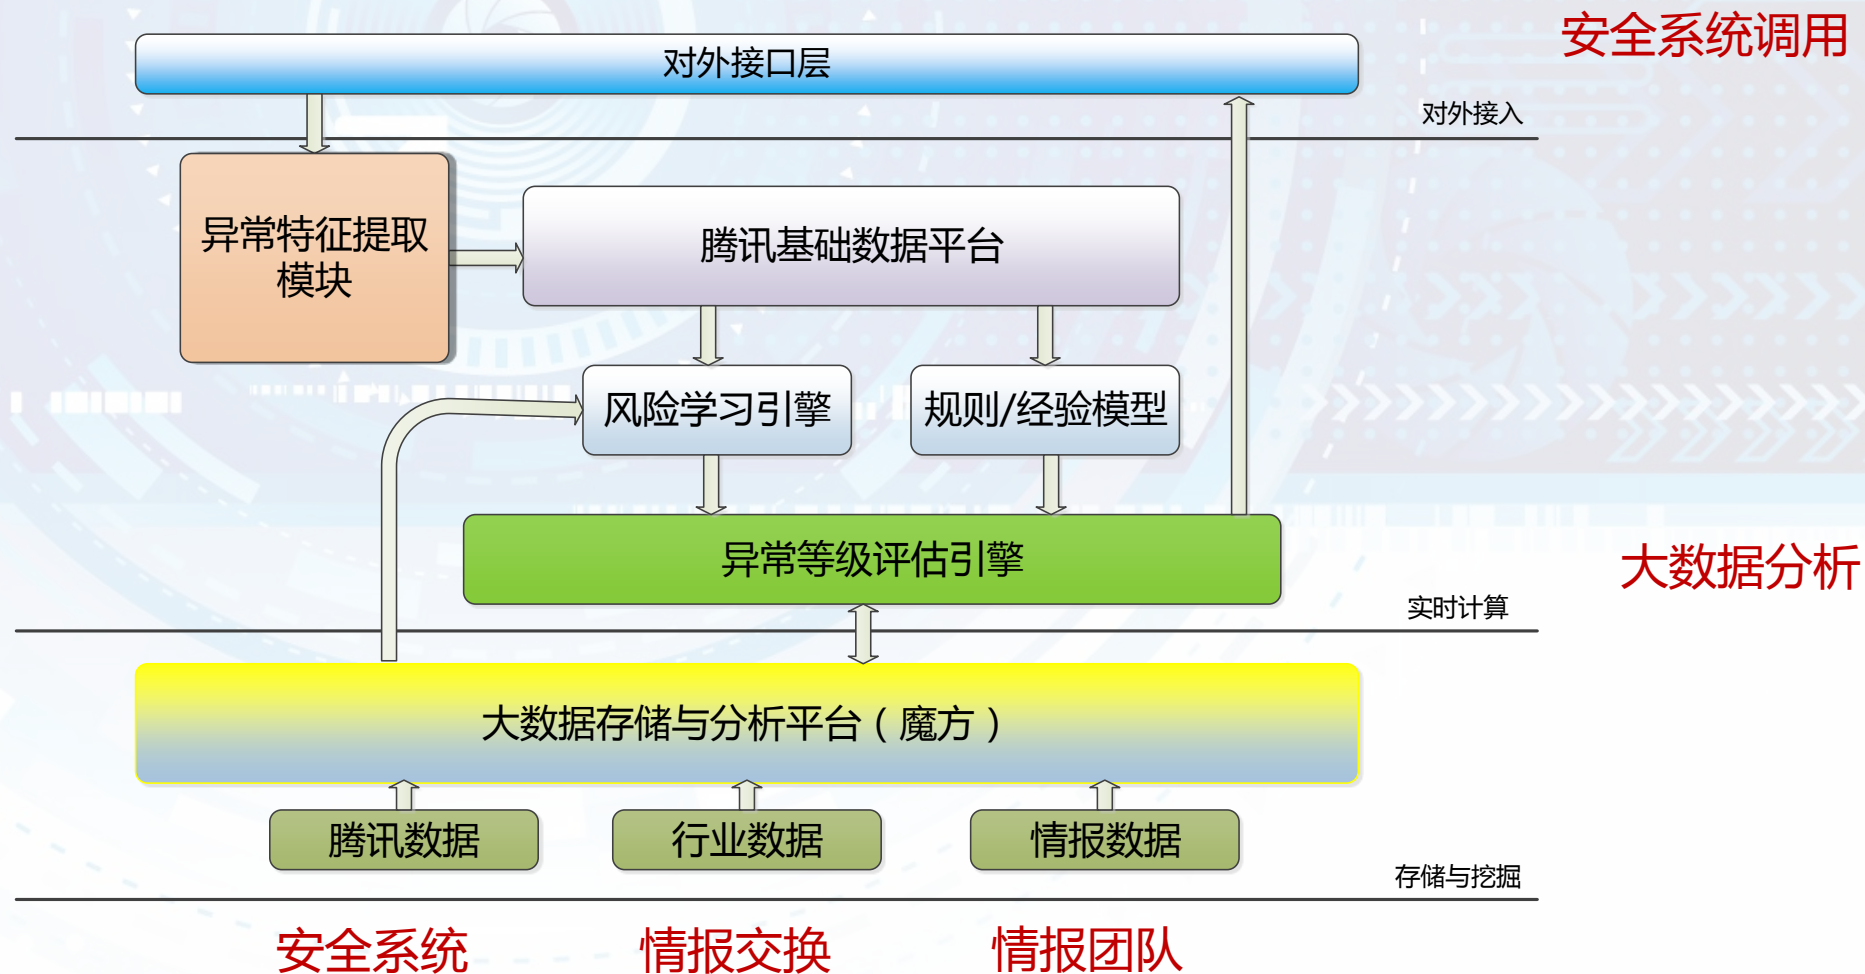 安全系统调用
对外接口层
对外接入
异常特征提取
模块
腾讯基础数据平台
风险学习引擎
规则/经验模型
异常等级评估引擎
大数据分析
实时计算
大数据存储与分析平台（魔方）
腾讯数据
行业数据
情报数据
存储与挖掘
安全系统
情报交换
情报团队